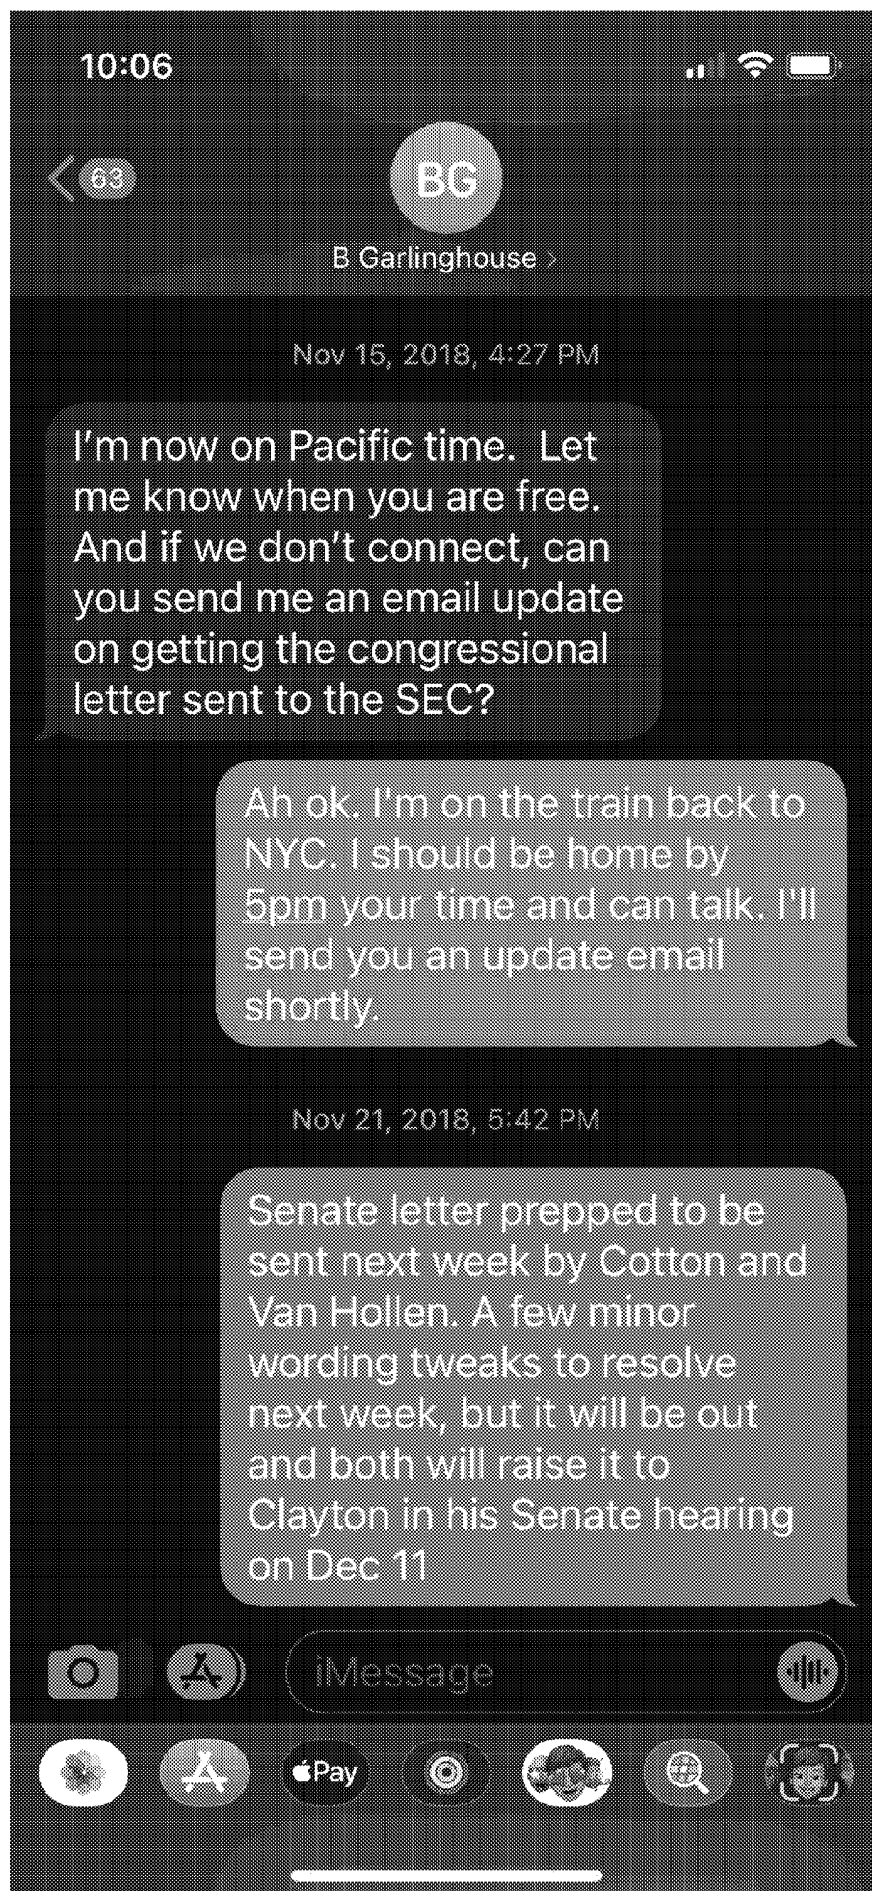 10:06
63
BG
B Garlinghouse >
Nov 15, 2018, 4:27 PM
I’m now on Pacific time.  Let
me know when you are free.
And if we don’t connect, can
you send me an email update
on getting the congressional
letter sent to the SEC?
Ah ok. I'm on the train back to
NYC. I should be home by
5pm your time and can talk. I'll
send you an update email
shortly.
Nov 21, 2018, 5:42 PM
Senate letter prepped to be
sent next week by Cotton and
Van Hollen. A few minor
wording tweaks to resolve
next week, but it will be out
and both will raise it to
Clayton in his Senate hearing
on Dec 11
iMessage
Pay